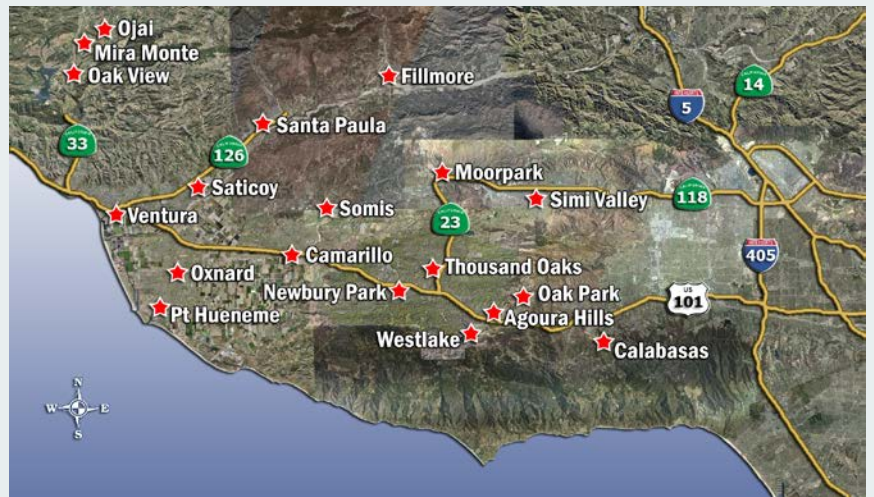 Ojai
Mira Monte
Oak View
Fillmore
5
14
Santa Paula
33
126
Moorpark
Saticoy
Simi Valley
118
Somis
Ventura
23
Camarillo
405
Oxnard
Thousand Oaks
Newbury Park
Oak Park
US
101
Pt Hueneme
Agoura Hills
Westlake
Calabasas
N
W E
S